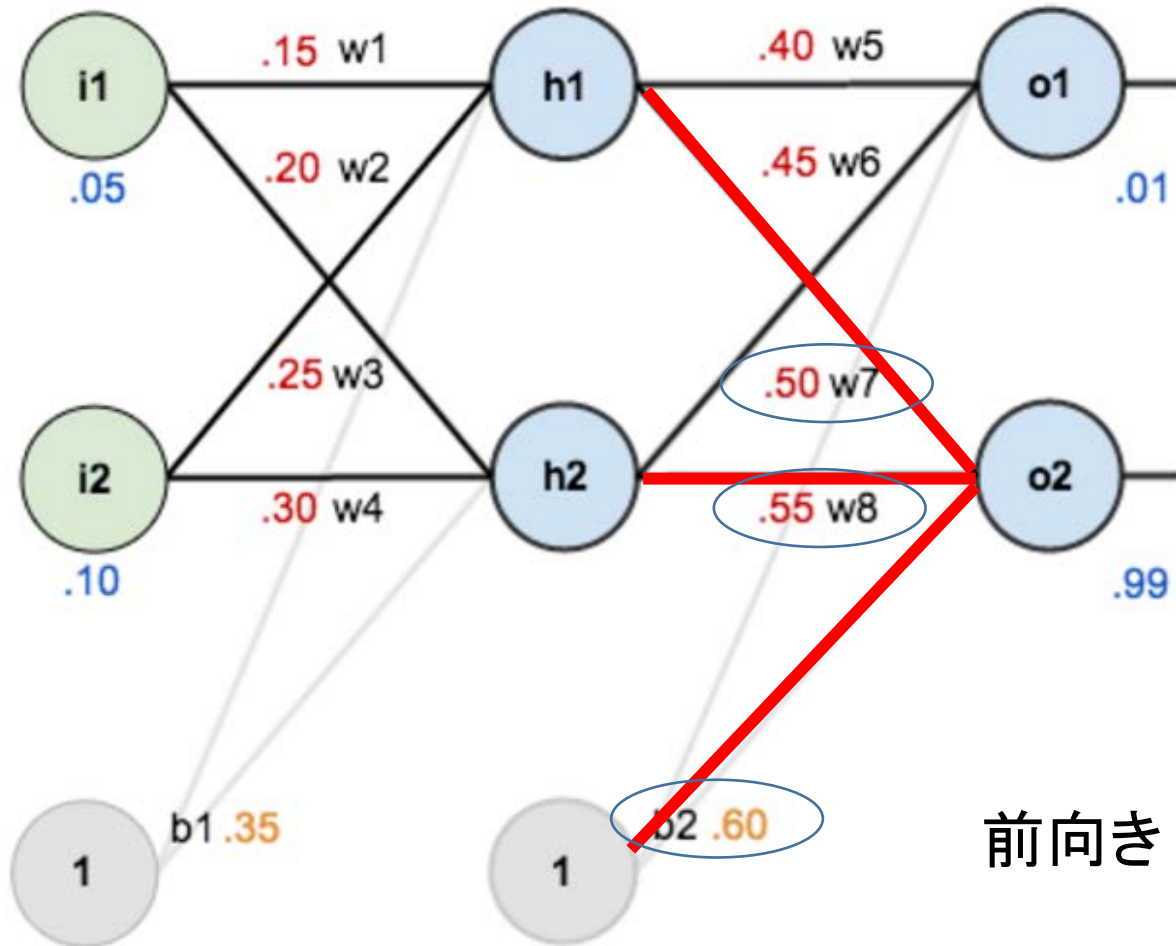 .15 w1
.40 w5
i1
h1
o1
.20 w2
.45 w6
.05
.01
.25 w3
.50 w7
i2
h2
o2
.30 w4
.55 w8
.10
.99
b1 .35
b2 .60
1
1
前向き